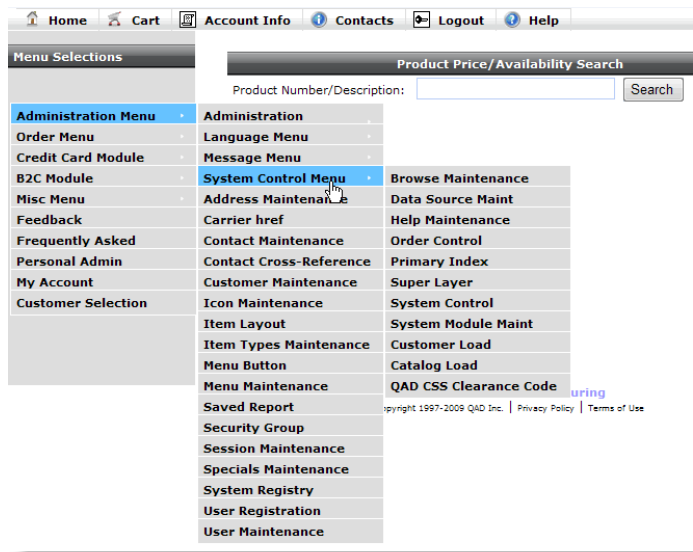 Home Cart Account Info Contacts Logout Help
Menu Selections
Product Price/Availability Search
Product Number/Description: Search
Administration Menu
Order Menu
Credit Card Module
B2C Module
Misc Menu
Feedback
Frequently Asked
Personal Admin
My Account
Customer Selection
Administration
Language Menu
Message Menu
System Control Menu
Address Maintenance
Carrier href
Contact Maintenance
Contact Cross-Reference
Customer Maintenance
Icon Maintenance
Item Layout
Item Types Maintenance
Menu Button
Menu Maintenance
Saved Report
Security Group
Session Maintenance
Specials Maintenance
System Registry
User Registration
User Maintenance
Browse Maintenance
Data Source Maint
Help Maintenance
Order Control
Primary Index
Super Layer
System Control
System Module Maint
Customer Load
Catalog Load
QAD CSS Clearance Code
uring
opyright 1997-2009 QAD Inc. | Privacy Policy | Terms of Use